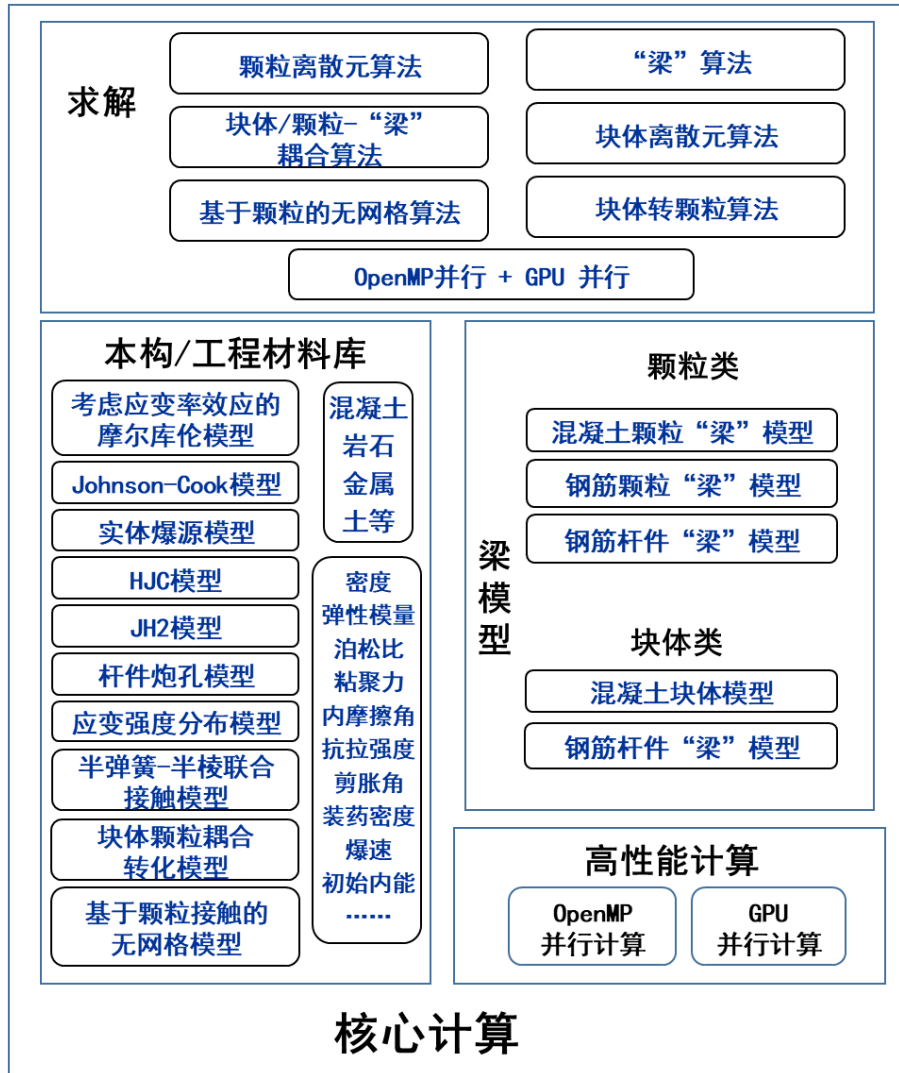 求解
颗粒离散元算法
“梁”算法
块体/颗粒-“梁”
耦合算法
块体离散元算法
基于颗粒的无网格算法
块体转颗粒算法
OpenMP并行 + GPU 并行
本构/工程材料库
考虑应变率效应的
摩尔库伦模型
Johnson-Cook模型
实体爆源模型
HJC模型
JH2模型
杆件炮孔模型
应变强度分布模型
半弹簧-半棱联合
接触模型
块体颗粒耦合
转化模型
基于颗粒接触的
无网格模型
混凝土
岩石
金属
土等
密度
弹性模量
泊松比
粘聚力
内摩擦角
抗拉强度
剪胀角
装药密度
爆速
初始内能
……
梁模型
颗粒类
混凝土颗粒“梁”模型
钢筋颗粒“梁”模型
钢筋杆件“梁”模型
块体类
混凝土块体模型
钢筋杆件“梁”模型
高性能计算
OpenMP
并行计算
GPU
并行计算
核心计算